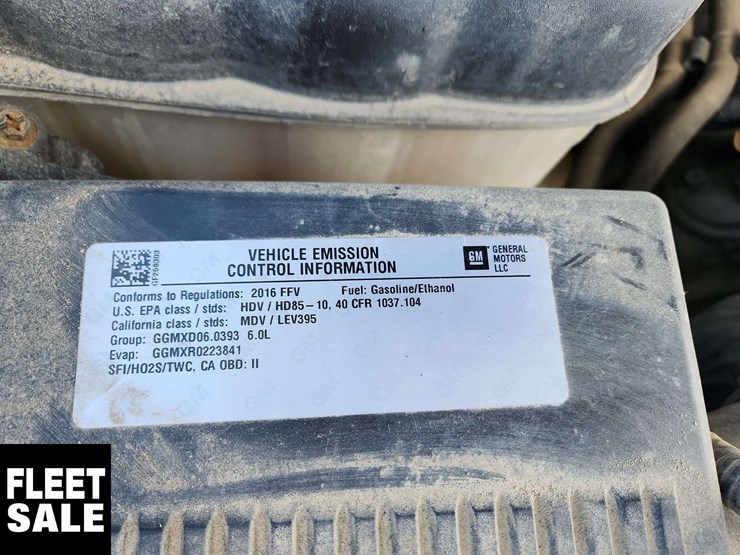 VEHICLE EMISSION
CONTROL INFORMATION
GM
GENERAL
MOTORS
LLC
GF259303
Conforms to Regulations: 2016 FFV Fuel: Gasoline/Ethanol
U.S. EPA class / stds: HDV / HD85-10, 40 CFR 1037.104
California class / stds: MDV / LEV395
Group: GGMXD06.0393 6.0L
Evap: GGMXR0223841
SFI/HO2S/TWC, CA OBD: II
FLEET
SALE